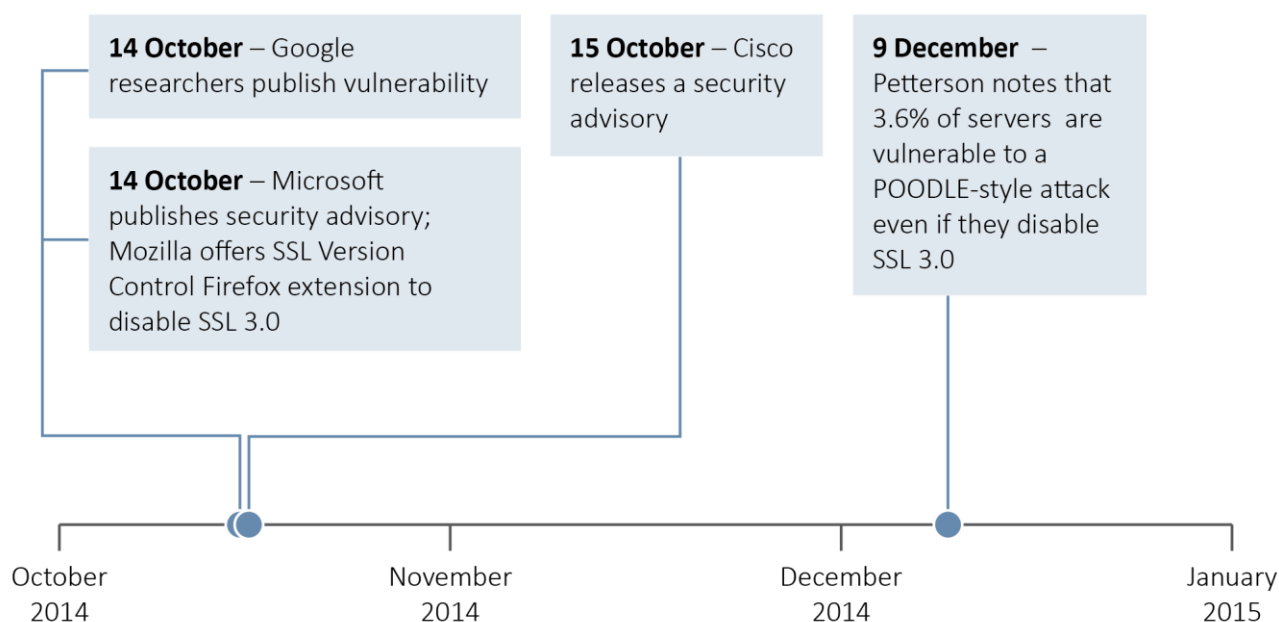 14 October – Google
researchers publish vulnerability
14 October – Microsoft
publishes security advisory;
Mozilla offers SSL Version
Control Firefox extension to
disable SSL 3.0
15 October – Cisco
releases a security
advisory
9 December –
Petterson notes that
3.6% of servers are
vulnerable to a
POODLE-style attack
even if they disable
SSL 3.0
October
2014
November
2014
December
2014
January
2015